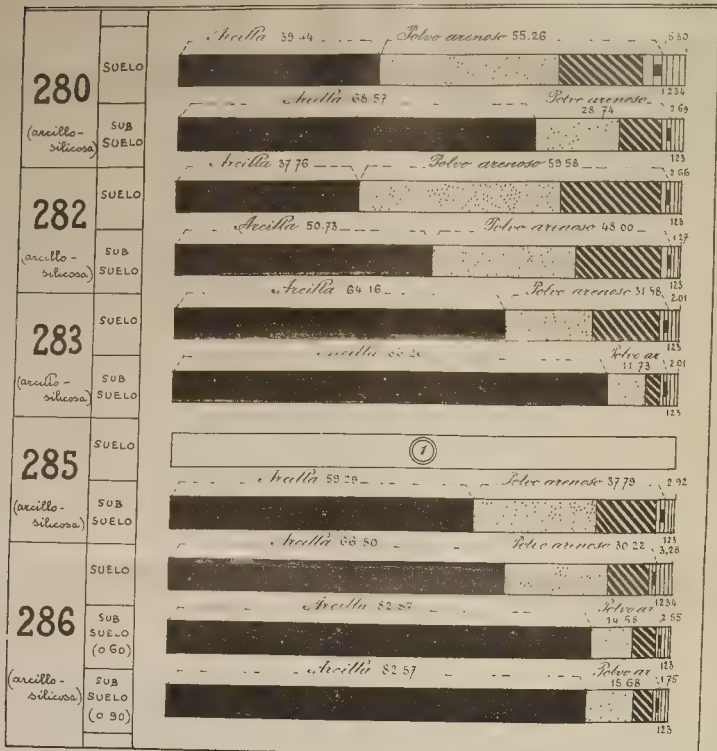 280
(arcillo-
silicosa)
SUELO
Arcilla 39.44 Polvo arenoso 55.26 5.30
1234
SUB
SUELO
Arcilla 68.57 Polvo arenoso
28.74 2.69
123
282
(arcillo-
silicosa)
SUELO
Arcilla 37.76 Polvo arenoso 59.58 2.66
123
SUB
SUELO
Arcilla 50.73 Polvo arenoso 48.00 1.27
123
283
(arcillo-
silicosa)
SUELO
Arcilla 64.16 Polvo arenoso 31.58 2.01
123
SUB
SUELO
Polvo ar
11.73 2.01
123
285
(arcillo-
silicosa)
SUELO
1
SUB
SUELO
Arcilla 59.29 Polvo arenoso 37.79 2.92
123
286
(arcillo-
silicosa)
SUELO
Arcilla 66.50 Polvo arenoso 30.22 3.28
1234
SUB
SUELO
(0 60)
Arcilla 82.87 Polvo ar
14.58 2.55
123
SUB
SUELO
(0 90)
Arcilla 82.57 Polvo ar
15.68 1.75
123